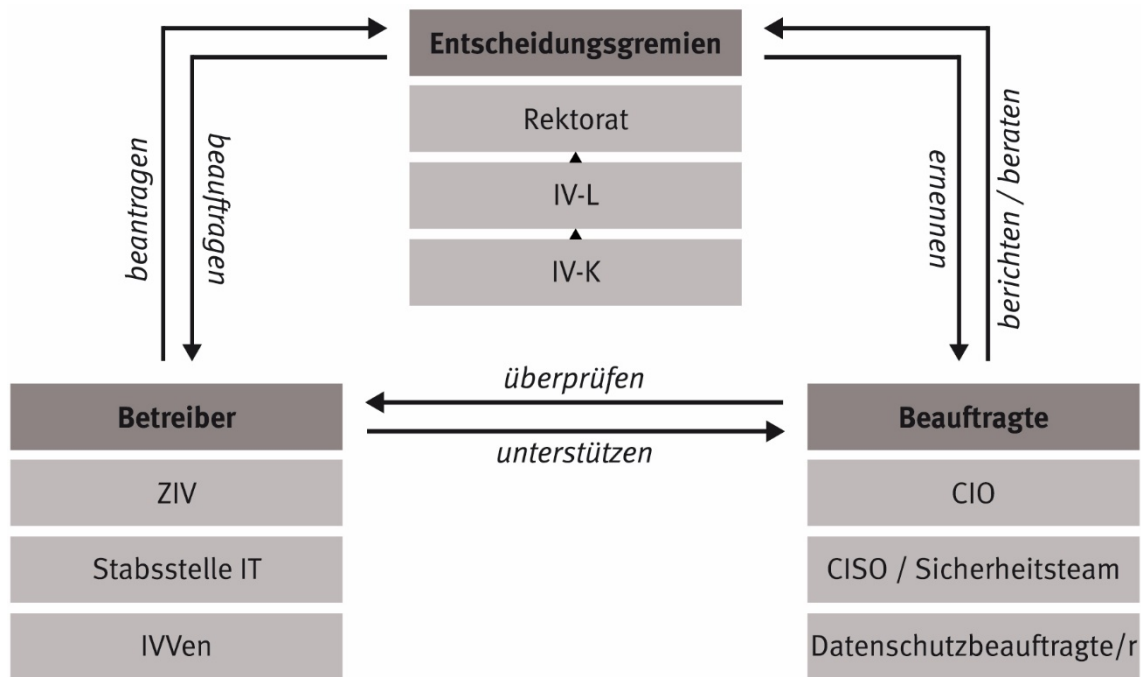 Entscheidungsgremien
Rektorat
IV-L
IV-K
beantragen
beauftragen
ernennen
berichten / beraten
überprüfen
unterstützen
Betreiber
ZIV
Stabsstelle IT
IVVen
Beauftragte
CIO
CISO / Sicherheitsteam
Datenschutzbeauftragte/r